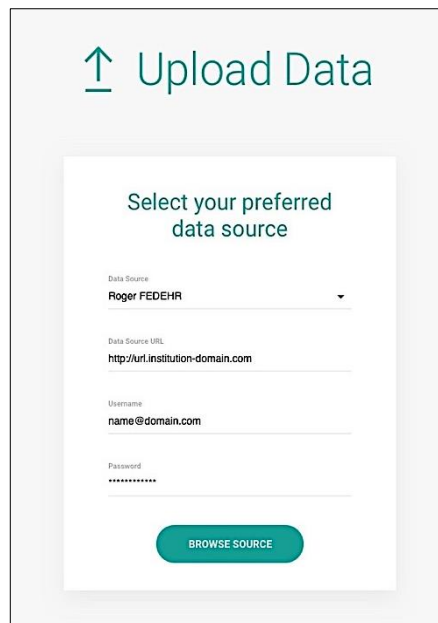 Upload Data
Select your preferred
data source
Data Source
Roger FEDEHR
Data Source URL
http://url.institution-domain.com
Username
name@domain.com
Password
************
BROWSE SOURCE